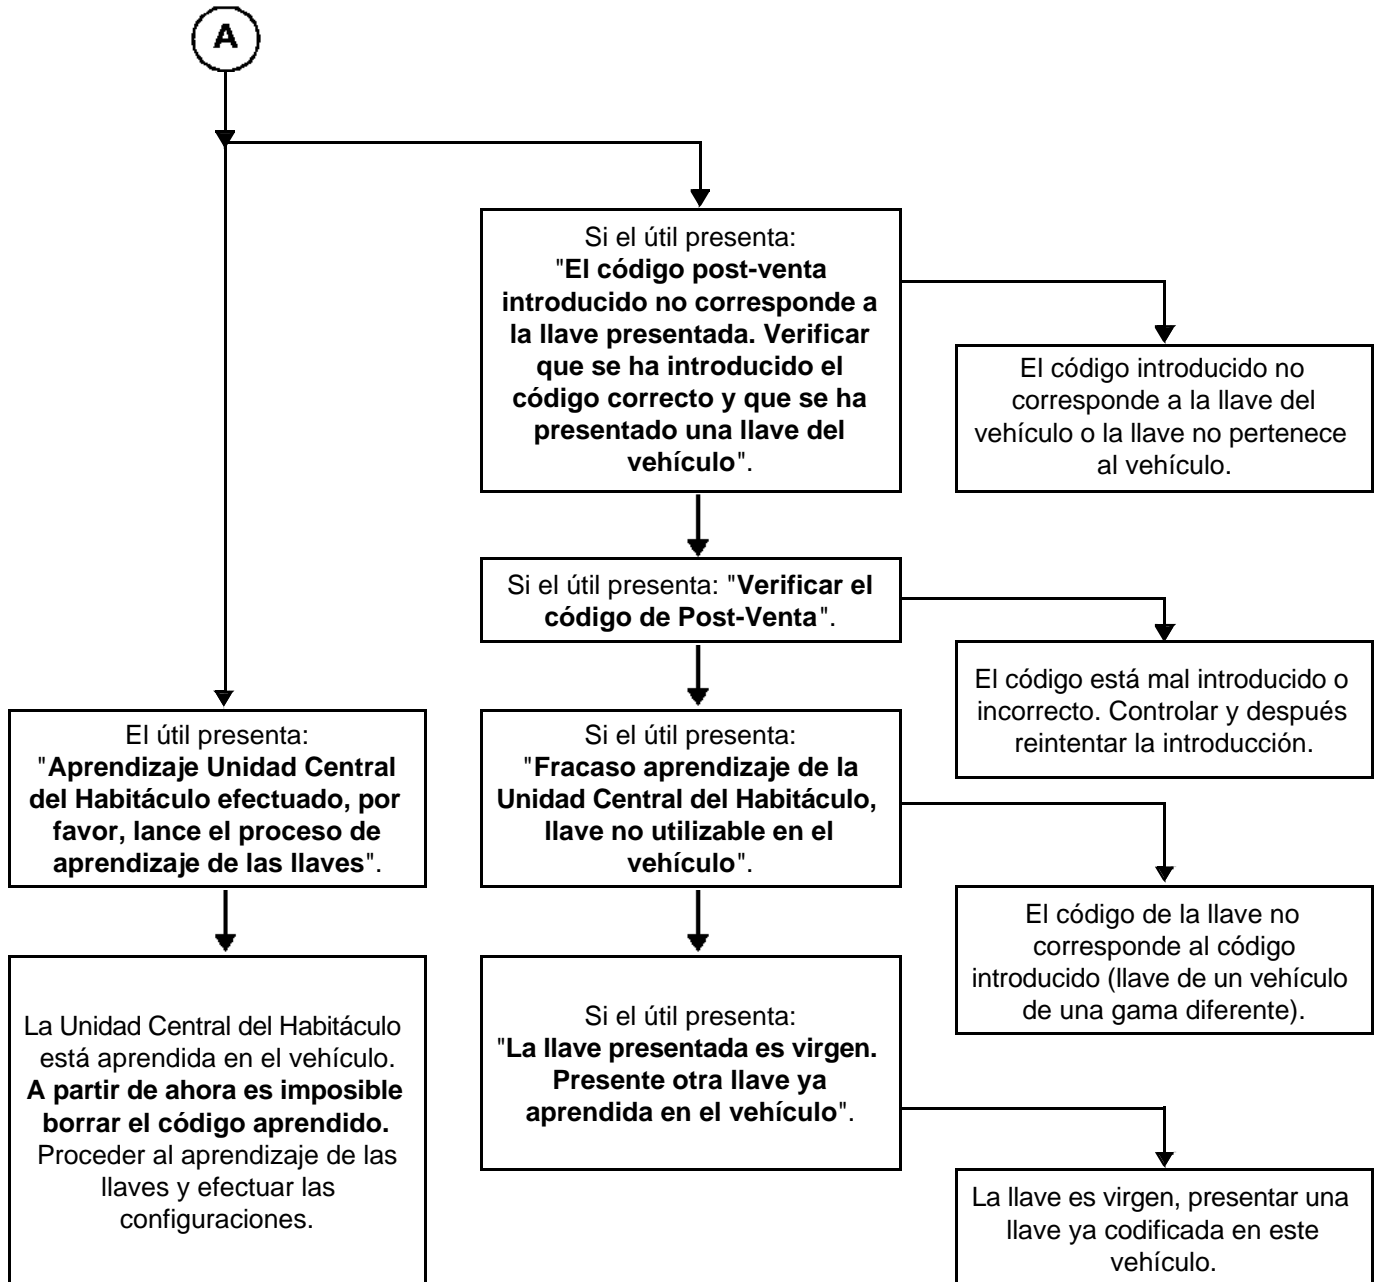 A
Si el útil presenta:
"El código post-venta
introducido no corresponde a
la llave presentada. Verificar
que se ha introducido el
código correcto y que se ha
presentado una llave del
vehículo".
El código introducido no
corresponde a la llave del
vehículo o la llave no pertenece
al vehículo.
Si el útil presenta: "Verificar el
código de Post-Venta".
El código está mal introducido o
incorrecto. Controlar y después
reintentar la introducción.
El útil presenta:
"Aprendizaje Unidad Central
del Habitáculo efectuado, por
favor, lance el proceso de
aprendizaje de las llaves".
Si el útil presenta:
"Fracaso aprendizaje de la
Unidad Central del Habitáculo,
llave no utilizable en el
vehículo".
El código de la llave no
corresponde al código
introducido (llave de un vehículo
de una gama diferente).
La Unidad Central del Habitáculo
está aprendida en el vehículo.
A partir de ahora es imposible
borrar el código aprendido.
Proceder al aprendizaje de las
llaves y efectuar las
configuraciones.
Si el útil presenta:
"La llave presentada es virgen.
Presente otra llave ya
aprendida en el vehículo".
La llave es virgen, presentar una
llave ya codificada en este
vehículo.